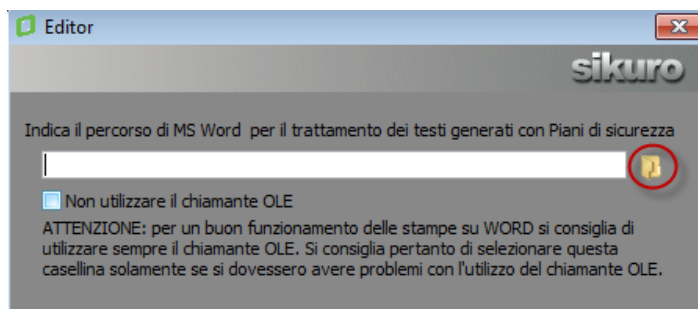 Editor
sikuro
Indica il percorso di MS Word per il trattamento dei testi generati con Piani di sicurezza
Non utilizzare il chiamante OLE
ATTENZIONE: per un buon funzionamento delle stampe su WORD si consiglia di
utilizzare sempre il chiamante OLE. Si consiglia pertanto di selezionare questa
casellina solamente se si dovessero avere problemi con l'utilizzo del chiamante OLE.